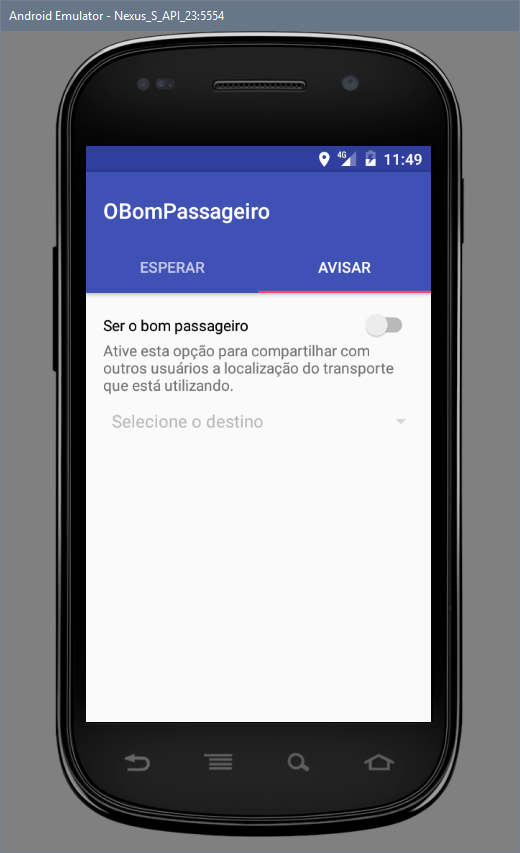 Android Emulator - Nexus_S_API_23:5554
4G 11:49
OBomPassageiro
ESPERAR AVISAR
Ser o bom passageiro
Ative esta opção para compartilhar com
outros usuários a localização do transporte
que está utilizando.
Selecione o destino